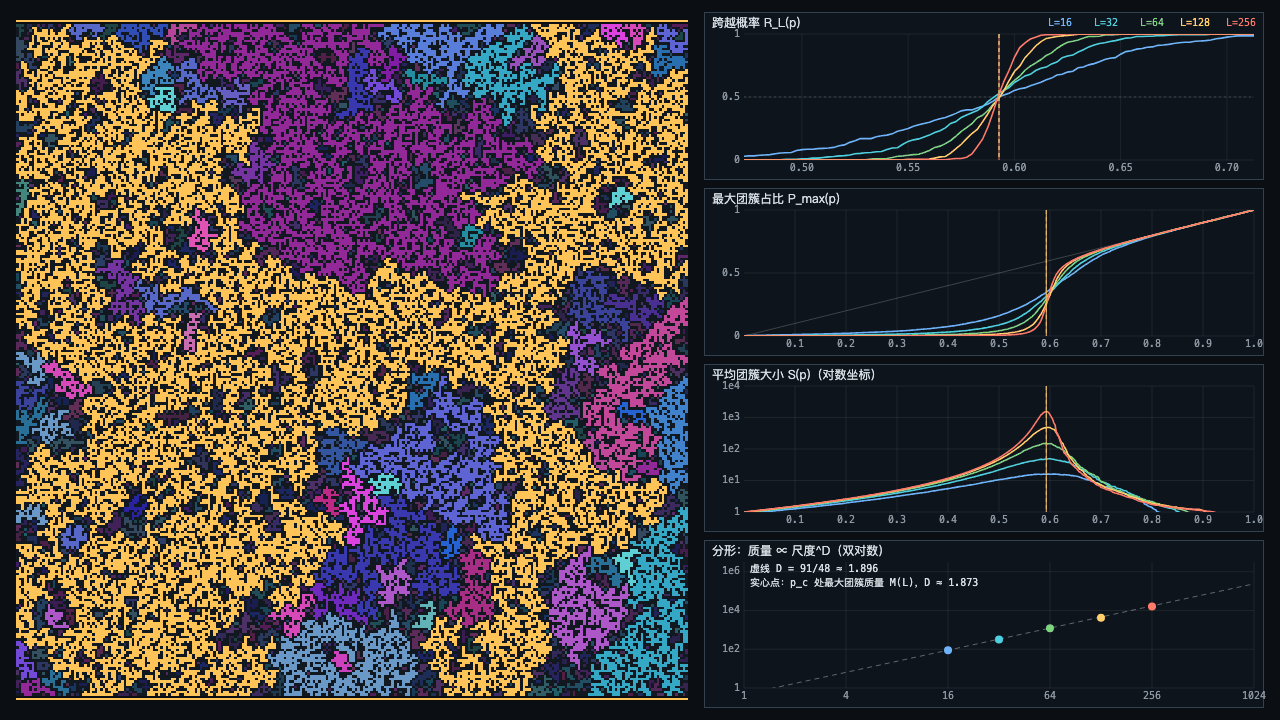 跨越概率 R_L(p)
L=16 L=32 L=64 L=128 L=256
1
0.5
0
0.50 0.55 0.60 0.65 0.70
最大团簇占比 P_max(p)
1
0.5
0
0.1 0.2 0.3 0.4 0.5 0.6 0.7 0.8 0.9 1.0
平均团簇大小 S(p)（对数坐标）
1e4
1e3
1e2
1e1
1
0.1 0.2 0.3 0.4 0.5 0.6 0.7 0.8 0.9 1.0
分形：质量 ∝ 尺度^D（双对数）
虚线 D = 91/48 ≈ 1.896
实心点：p_c 处最大团簇质量 M(L)，D ≈ 1.873
1e6
1e4
1e2
1
1 4 16 64 256 1024